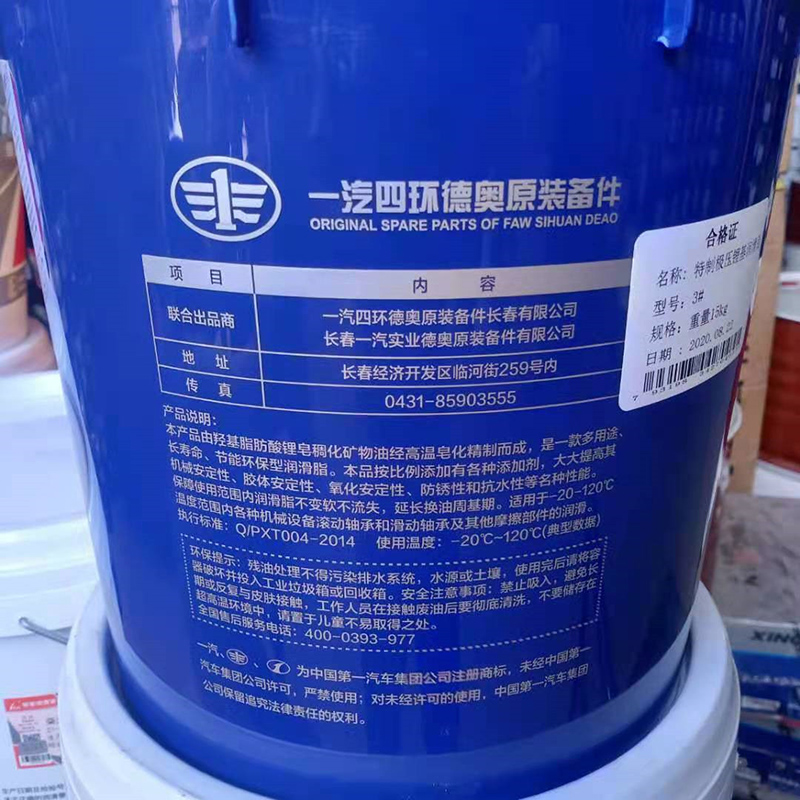 一汽四环德奥原装备件
ORIGINAL SPARE PARTS OF FAW SIHUAN DEAO
项 目 内 容
联合出品商 一汽四环德奥原装备件长春有限公司
长春一汽实业德奥原装备件有限公司
地 址 长春经济开发区临河街259号内
传 真 0431-85903555
产品说明:
本产品由羟基脂肪酸锂皂稠化矿物油经高温皂化精制而成，是一款多用途、
长寿命、节能环保型润滑脂。本品按比例添加有各种添加剂，大大提高其
机械安定性、胶体安定性、氧化安定性、防锈性和抗水性等各种性能。
保障使用范围内润滑脂不变软不流失，延长换油周基期。适用于-20-120℃
温度范围内各种机械设备滚动轴承和滑动轴承及其他摩擦部件的润滑。
执行标准：Q/PXT004-2014 使用温度：-20℃~120℃(典型数据)
环保提示：残油处理不得污染排水系统，水源或土壤，使用完后请将容
器破坏并投入工业垃圾箱或回收箱。安全注意事项：禁止吸入，避免长
期或反复与皮肤接触，工作人员在接触废油后要彻底清洗，不要储存在
超高温环境中，请置于儿童不易取得之处。
全国售后服务电话：400-0393-977
一汽、 、 为中国第一汽车集团公司注册商标，未经中国第一
汽车集团公司许可，严禁使用；对未经许可的使用，中国第一汽车集团
公司保留追究法律责任的权利。
合格证
名称：特制极压锂基润滑
型号：3#
规格：重量15kg
日期：2020.08.
XING